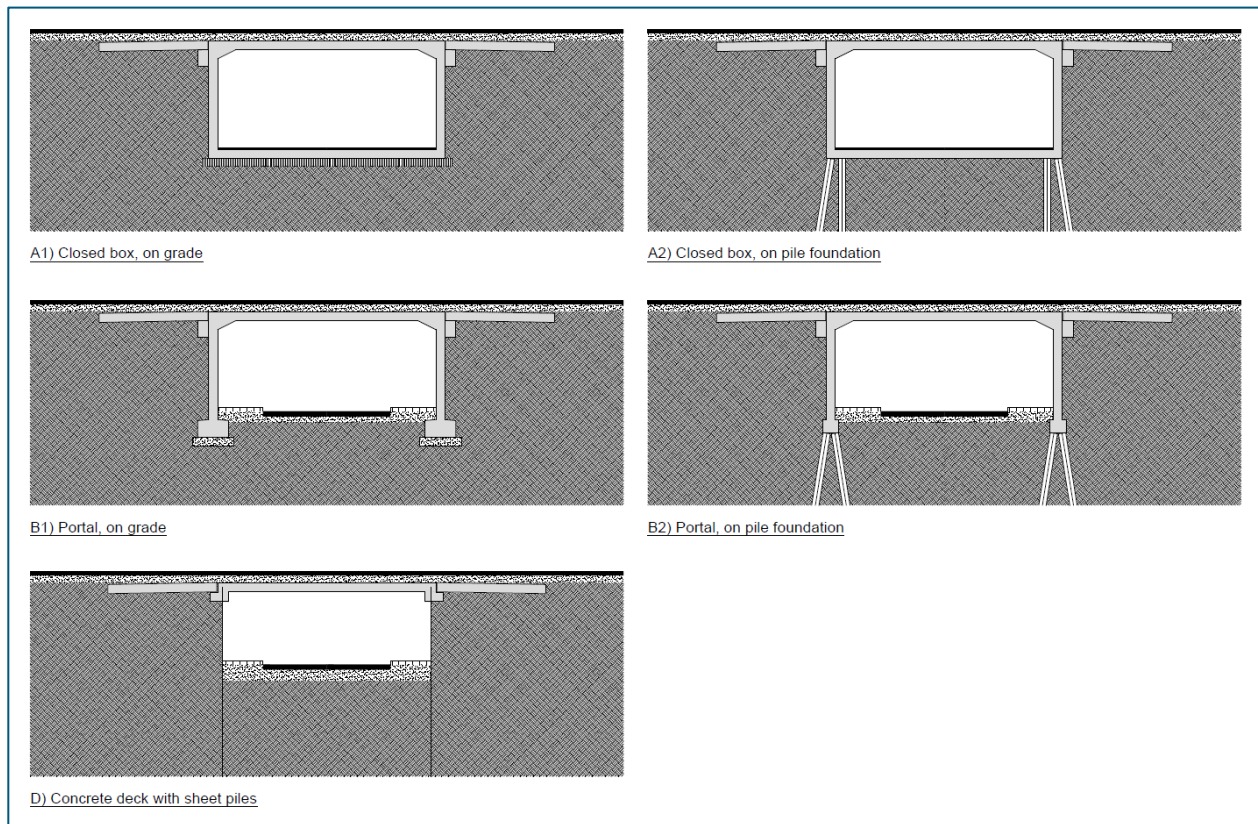 A1) Closed box, on grade
A2) Closed box, on pile foundation
B1) Portal, on grade
B2) Portal, on pile foundation
D) Concrete deck with sheet piles